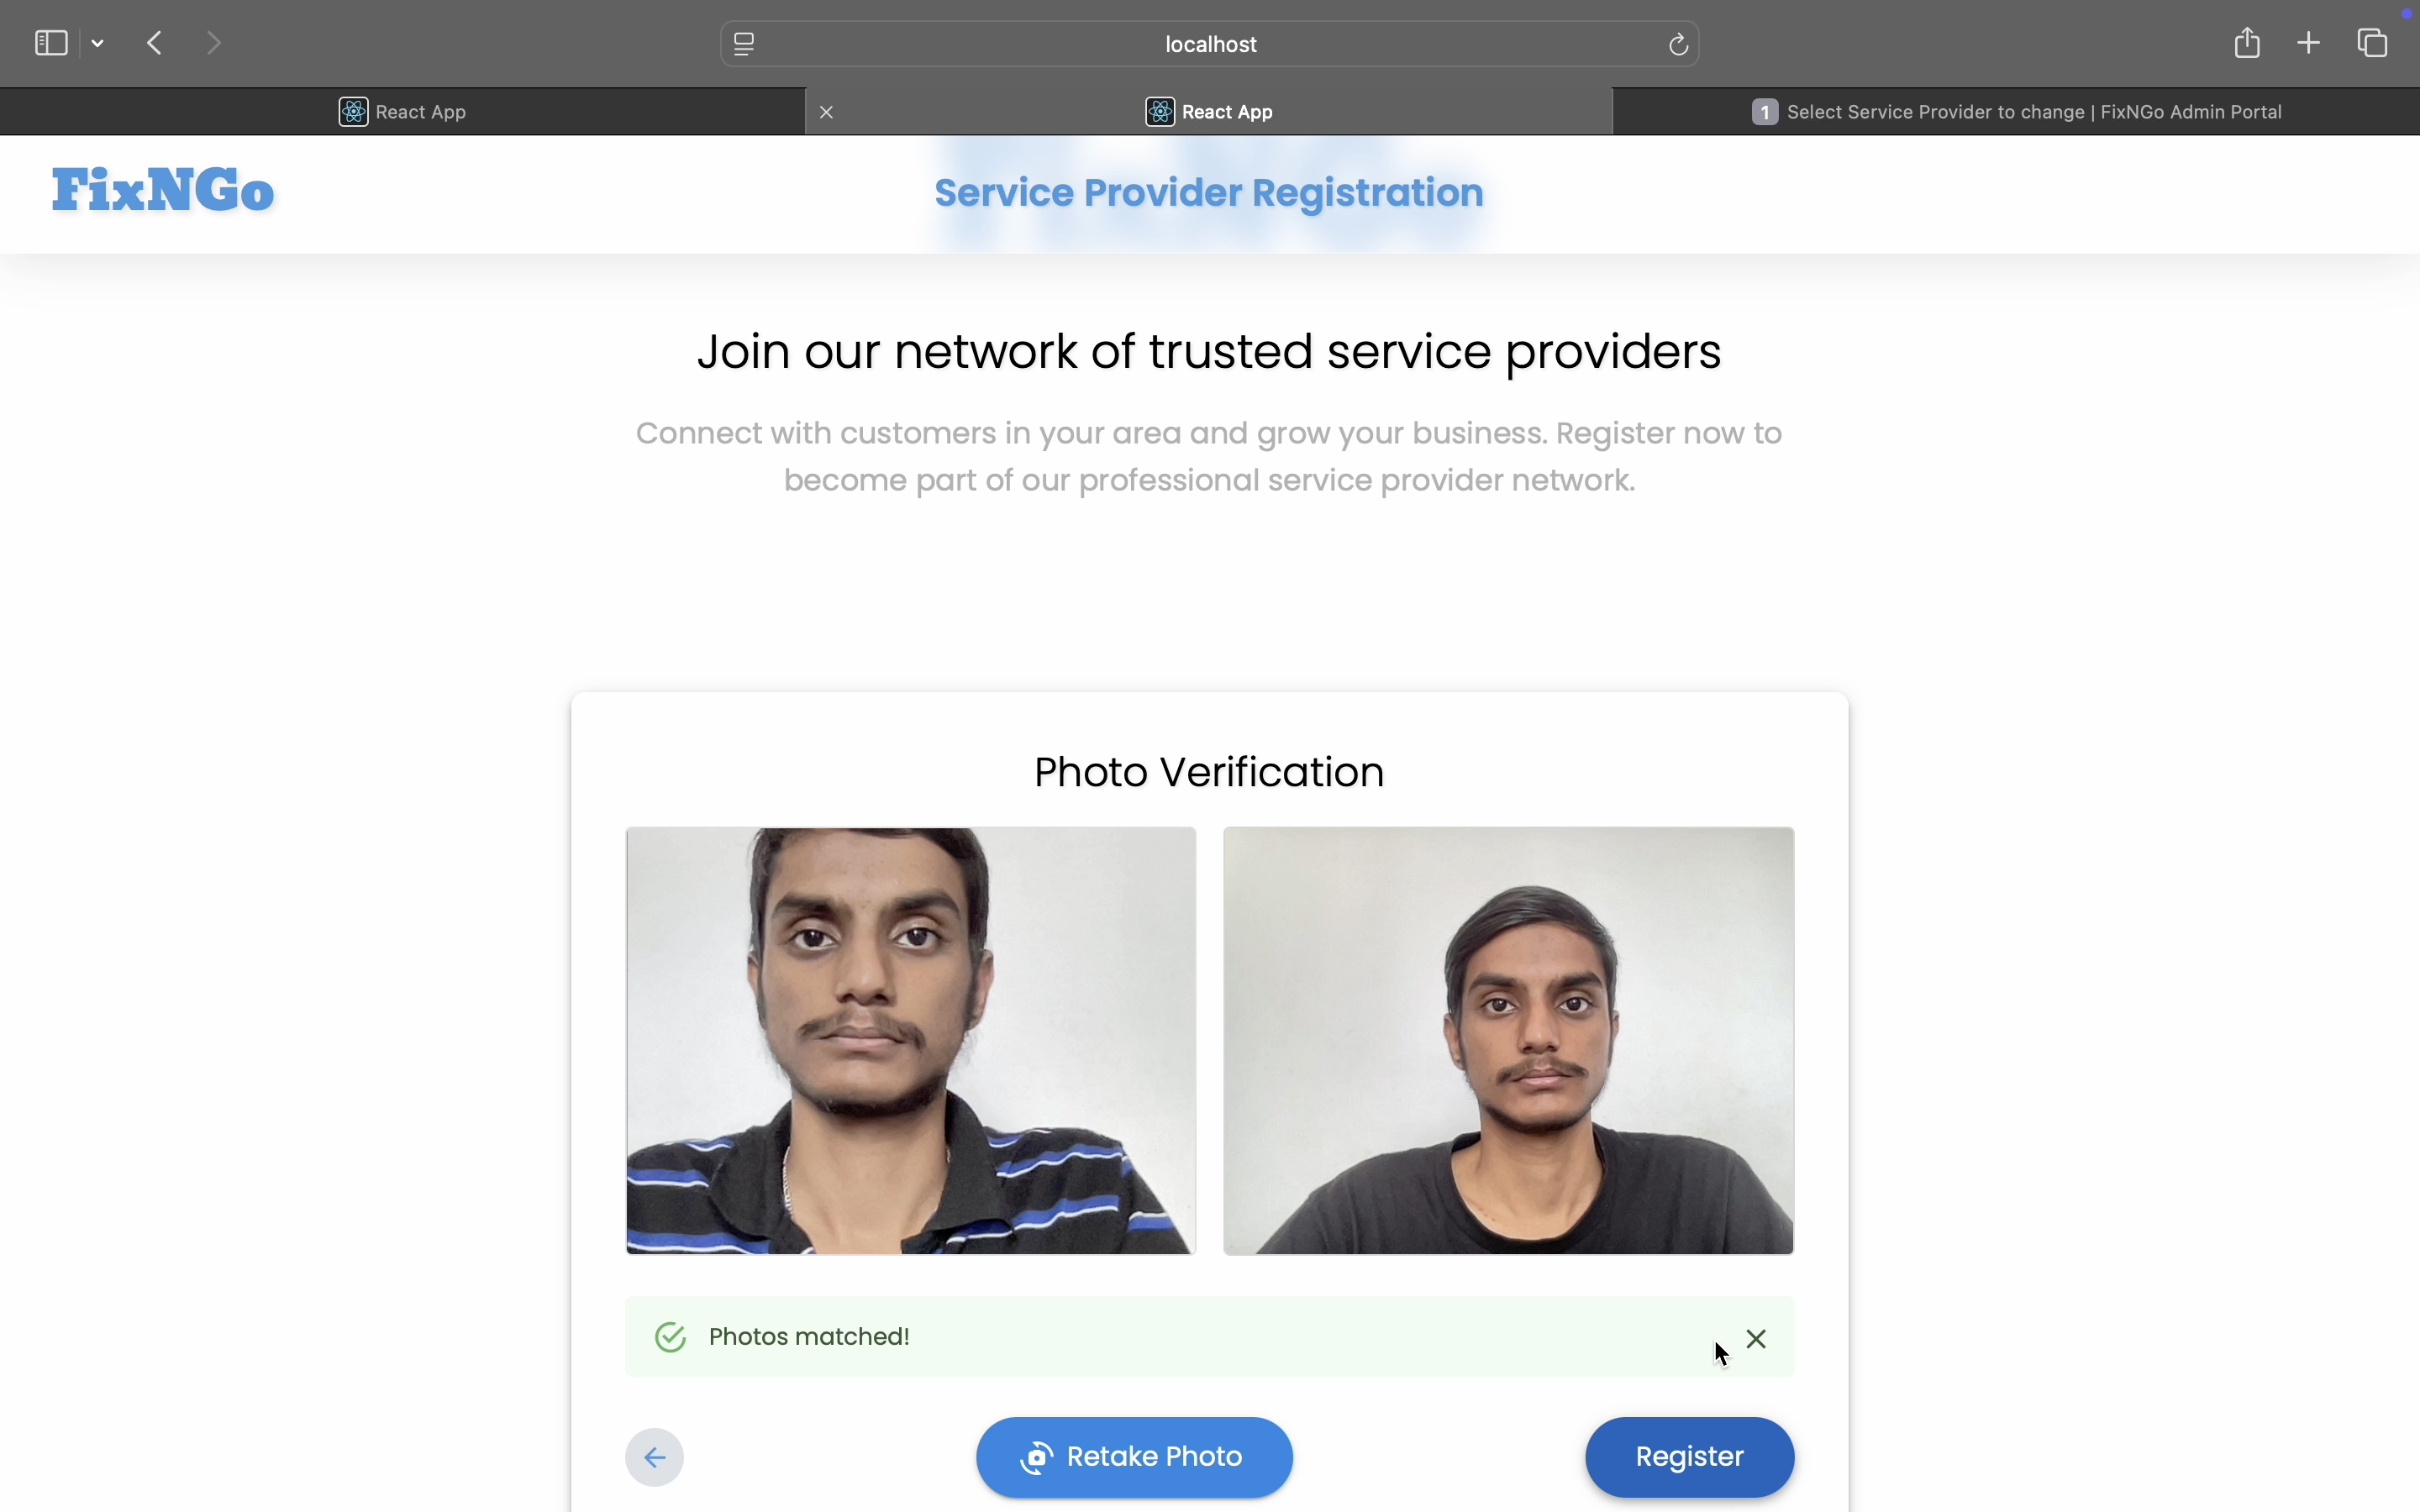 localhost
React App
React App
1 Select Service Provider to change | FixNGo Admin Portal
FixNGo
Service Provider Registration
Join our network of trusted service providers
Connect with customers in your area and grow your business. Register now to
become part of our professional service provider network.
Photo Verification
Photos matched!
Retake Photo
Register